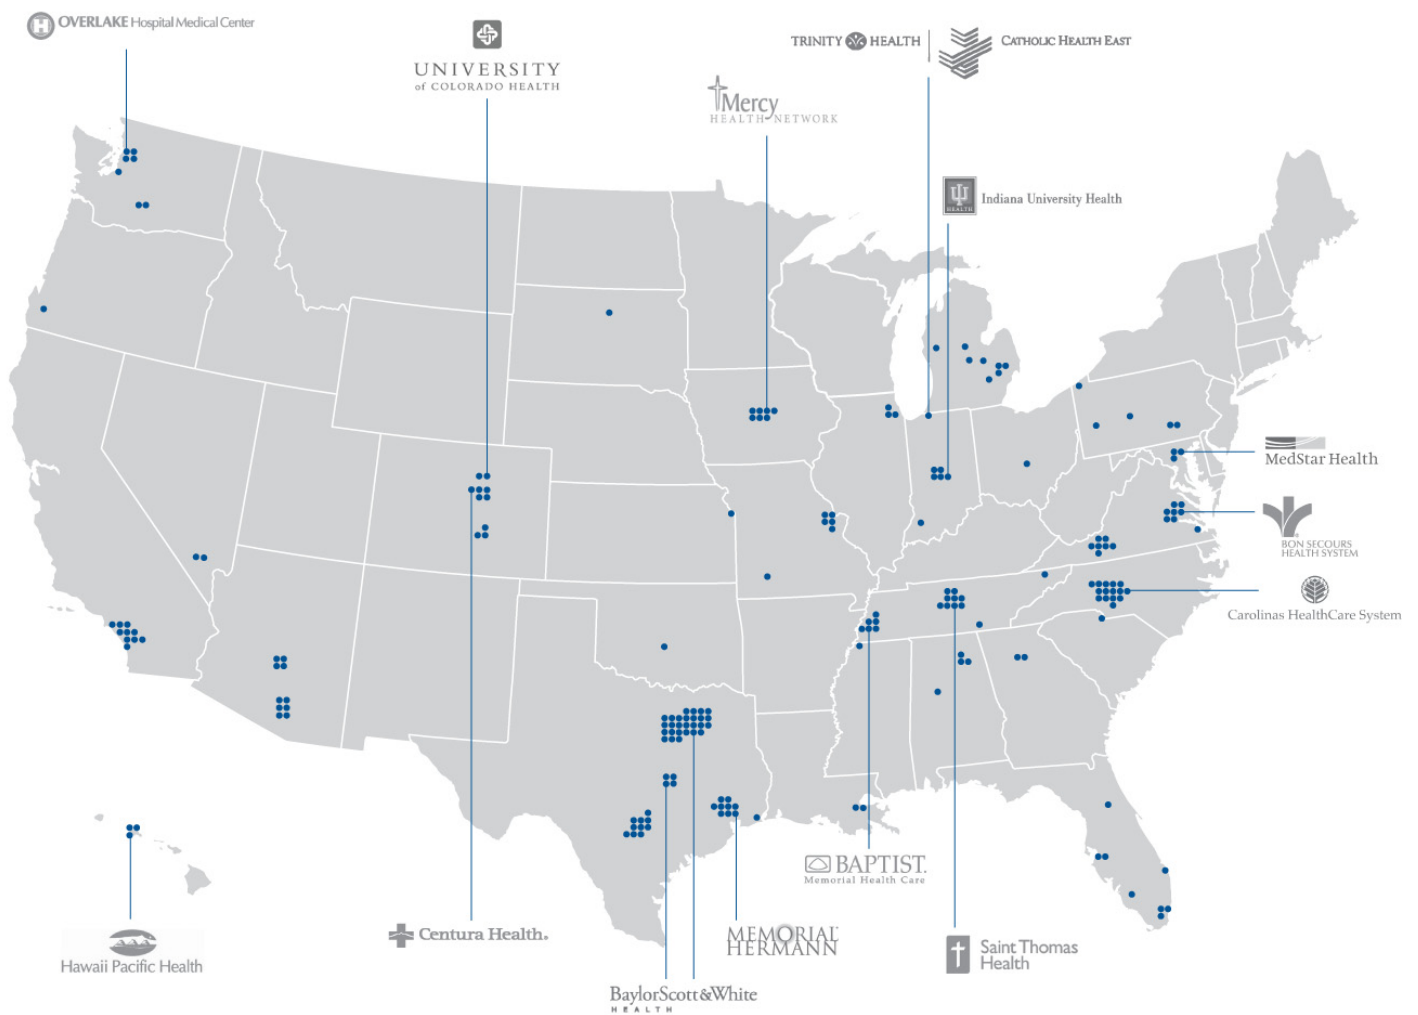 OVERLAKE Hospital Medical Center
UNIVERSITY
of COLORADO HEALTH
TRINITY HEALTH
CATHOLIC HEALTH EAST
Mercy
HEALTH NETWORK
HEALTH
Indiana University Health
MedStar Health
BON SECOURS
HEALTH SYSTEM
Carolinas HealthCare System
BAPTIST.
Memorial Health Care
Centura Health.
MEMORIAL
HERMANN
Saint Thomas
Health
Hawaii Pacific Health
BaylorScott&White
HEALTH